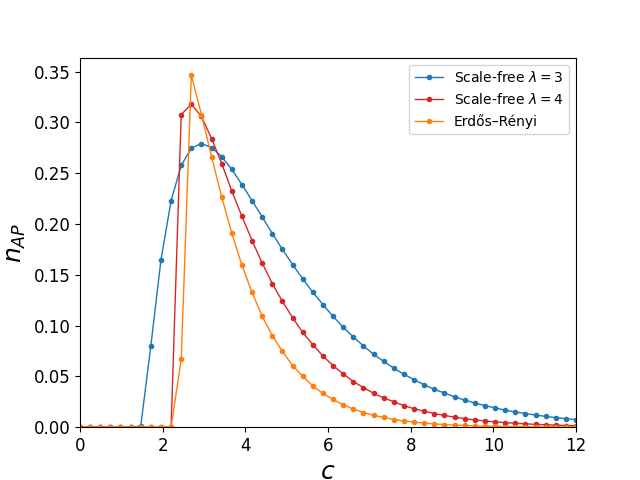 Scale-free λ = 3
Scale-free λ = 4
Erdős–Rényi
0.35
0.30
0.25
0.20
0.15
0.10
0.05
0.00
n_AP
0 2 4 6 8 10 12
c